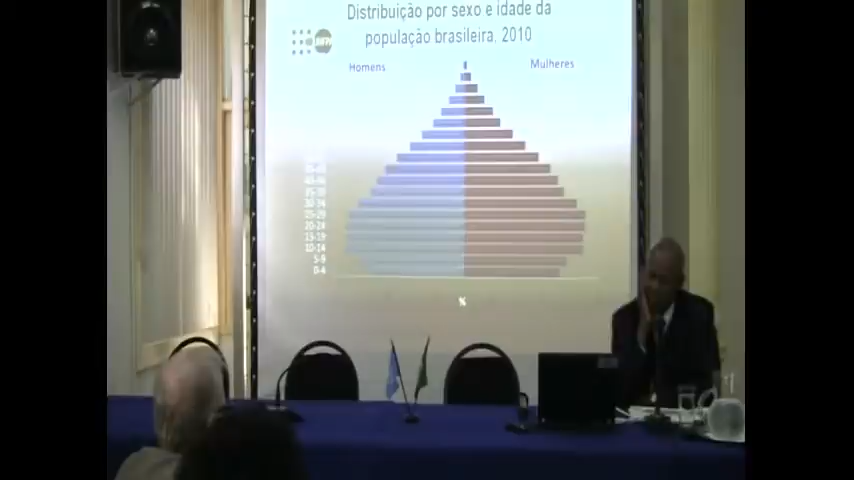 Distribuição por sexo e idade da
população brasileira, 2010
Homens
Mulheres
30-34
25-29
20-24
15-19
10-14
5-9
0-4
%